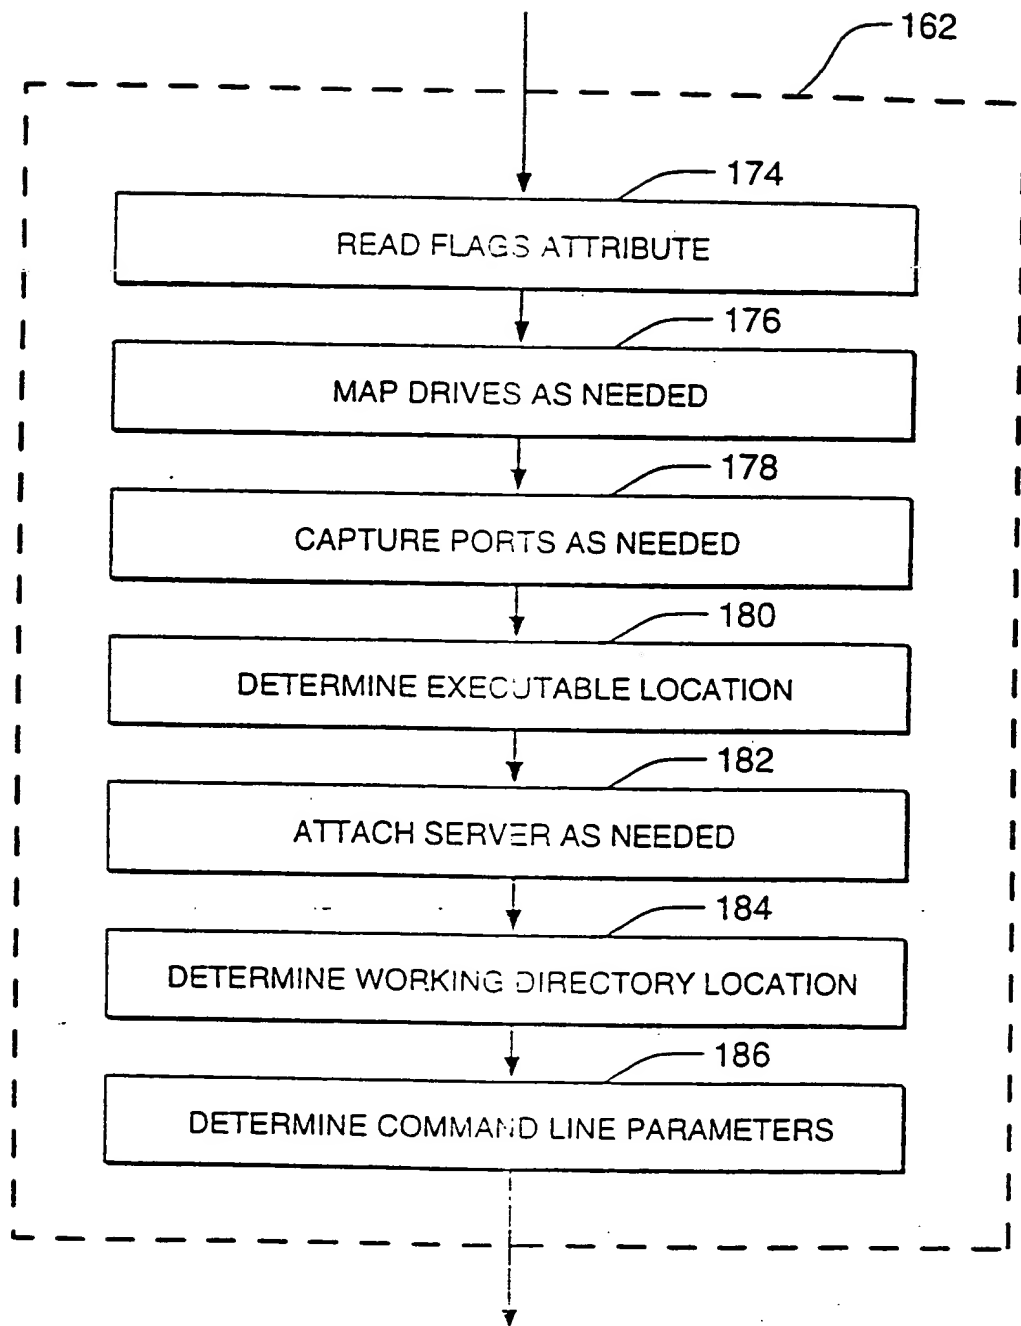 162
174
READ FLAGS ATTRIBUTE
176
MAP DRIVES AS NEEDED
178
CAPTURE PORTS AS NEEDED
180
DETERMINE EXECUTABLE LOCATION
182
ATTACH SERVER AS NEEDED
184
DETERMINE WORKING DIRECTORY LOCATION
186
DETERMINE COMMAND LINE PARAMETERS